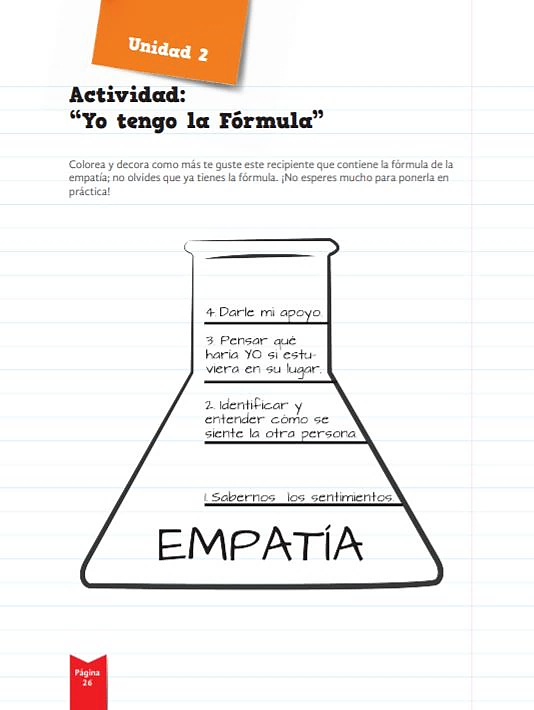 Unidad 2
Actividad:
“Yo tengo la Fórmula”
Colorea y decora como más te guste este recipiente que contiene la fórmula de la
empatía; no olvides que ya tienes la fórmula. ¡No esperes mucho para ponerla en
práctica!
4. Darle mi apoyo.
3. Pensar qué
haría YO si estu-
viera en su lugar.
2. Identificar y
entender cómo se
siente la otra persona.
1. Sabernos los sentimientos.
EMPATÍA
Página
26